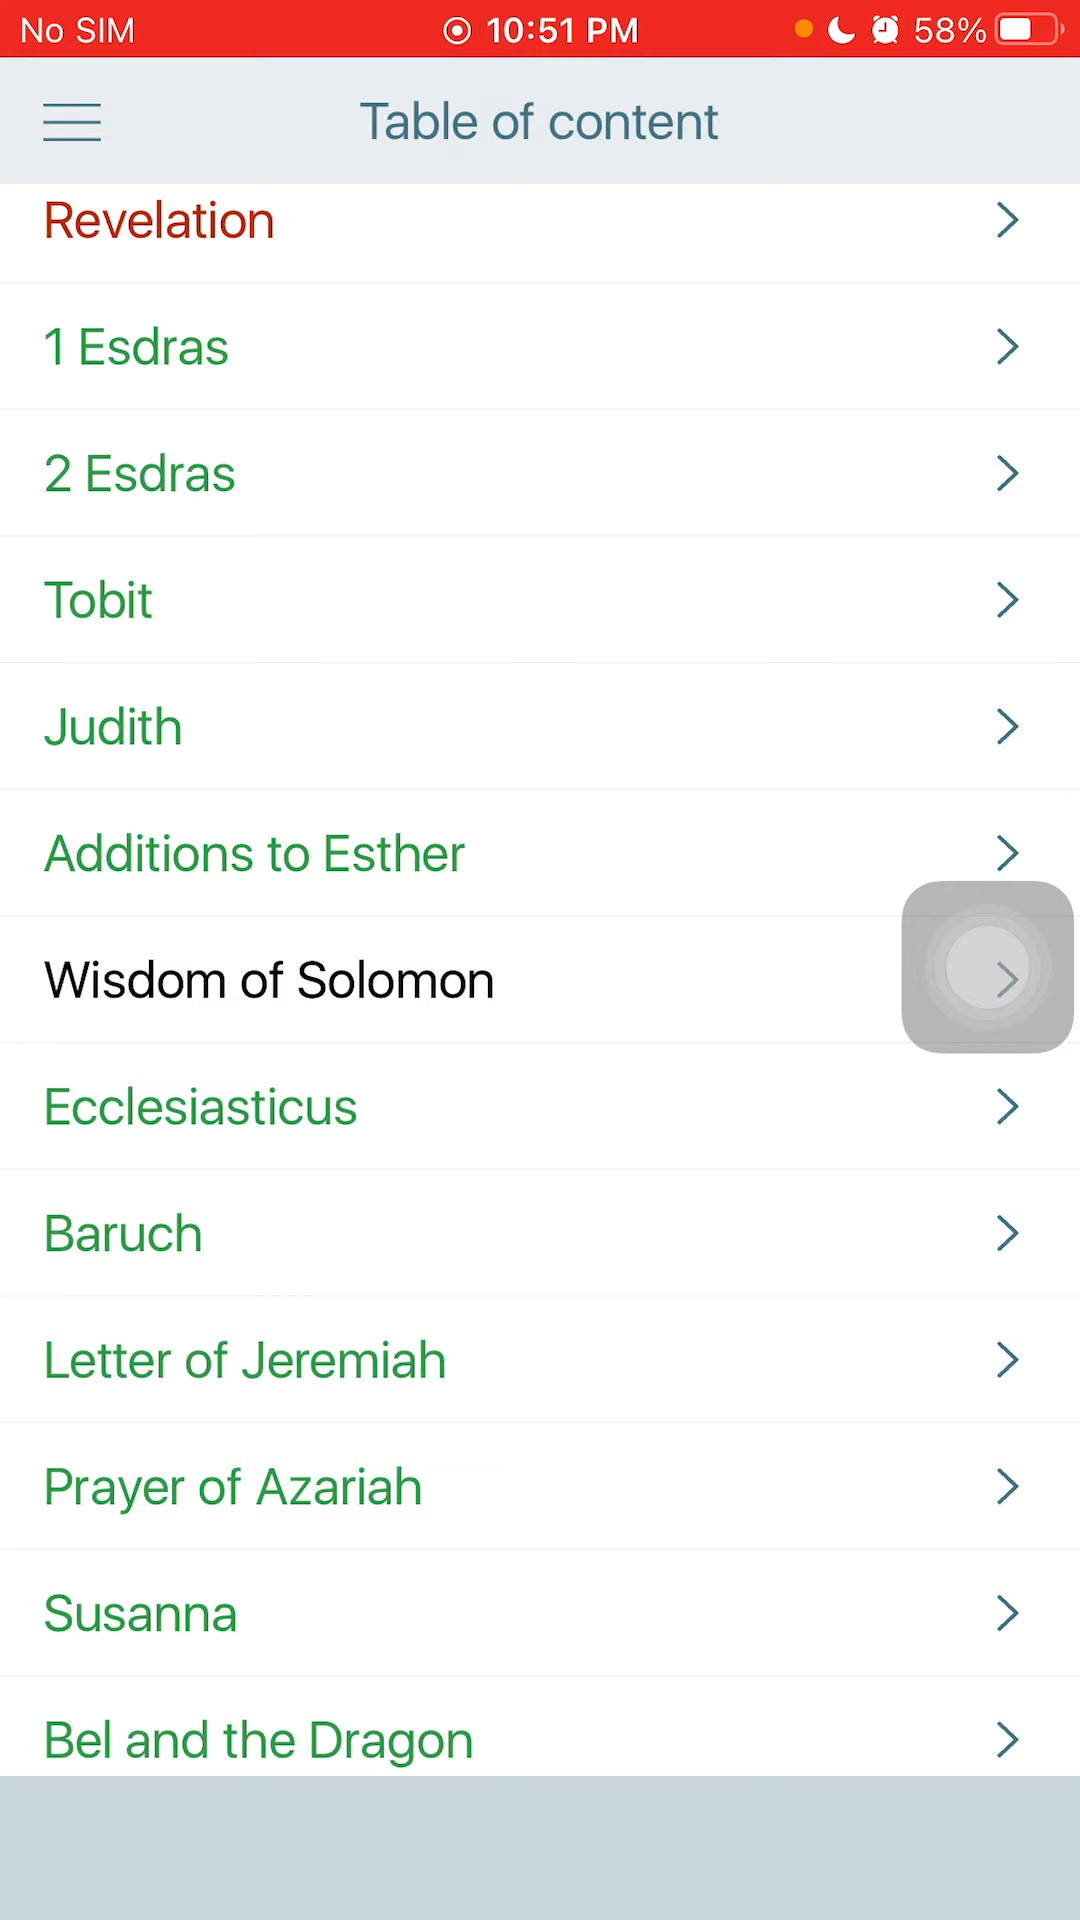 No SIM 10:51 PM 58%
Table of content
Revelation
1 Esdras
2 Esdras
Tobit
Judith
Additions to Esther
Wisdom of Solomon
Ecclesiasticus
Baruch
Letter of Jeremiah
Prayer of Azariah
Susanna
Bel and the Dragon